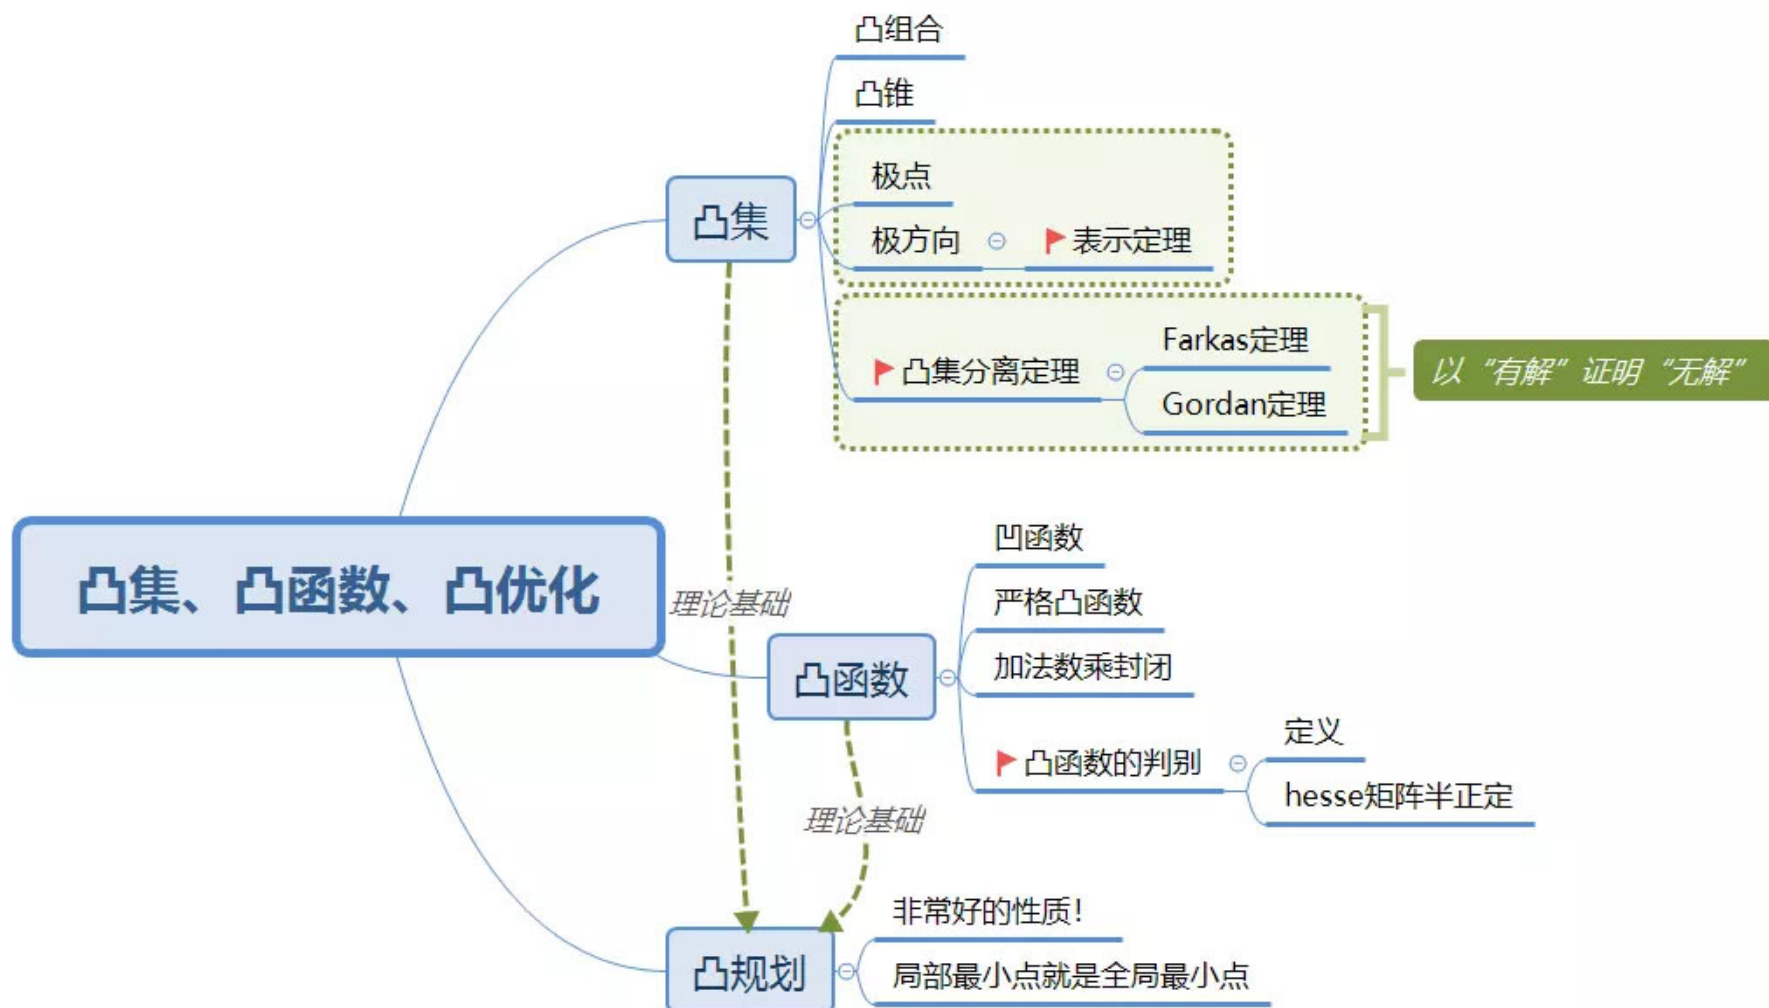 凸组合
凸锥
极点
凸集
极方向
表示定理
Farkas定理
凸集分离定理
以“有解”证明“无解”
Gordan定理
凹函数
凸集、凸函数、凸优化
严格凸函数
理论基础
加法数乘封闭
凸函数
定义
凸函数的判别
hesse矩阵半正定
理论基础
非常好的性质!
凸规划
局部最小点就是全局最小点